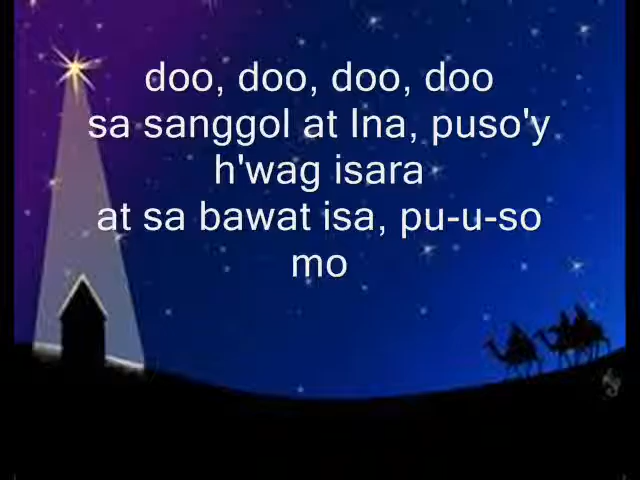 doo, doo, doo, doo
sa sanggol at Ina, puso'y
h'wag isara
at sa bawat isa, pu-u-so
mo